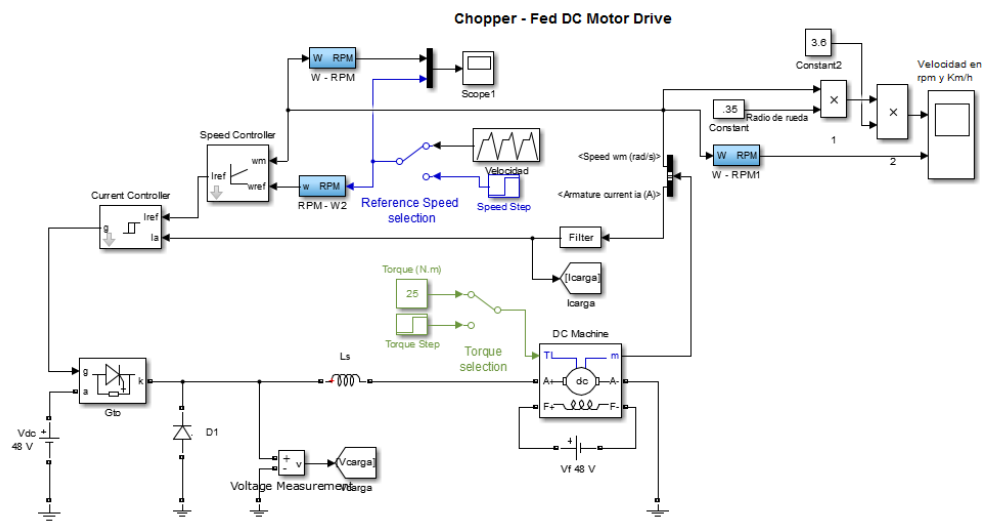 Chopper - Fed DC Motor Drive
W RPM
W - RPM
Scope1
3.6
Constant2
Velocidad en
rpm y Km/h
.35
Constant
Radio de rueda
×
1
×
2
Speed Controller
wm
Iref
wref
w RPM
RPM - W2
Reference Speed
selection
Velocidad
Speed Step
<Speed wm (rad/s)>
<Armature current ia (A)>
W RPM
W - RPM1
Current Controller
g
Iref
Ia
Filter
[Icarga]
Icarga
Torque (N.m)
25
Torque Step
Torque
selection
DC Machine
TL m
A+ dc A-
F+ F-
Vf 48 V
+
Ls
g
a
k
Gto
Vdc +
48 V
D1
+
-
v
Voltage Measurement
[Vcarga]
Vcarga